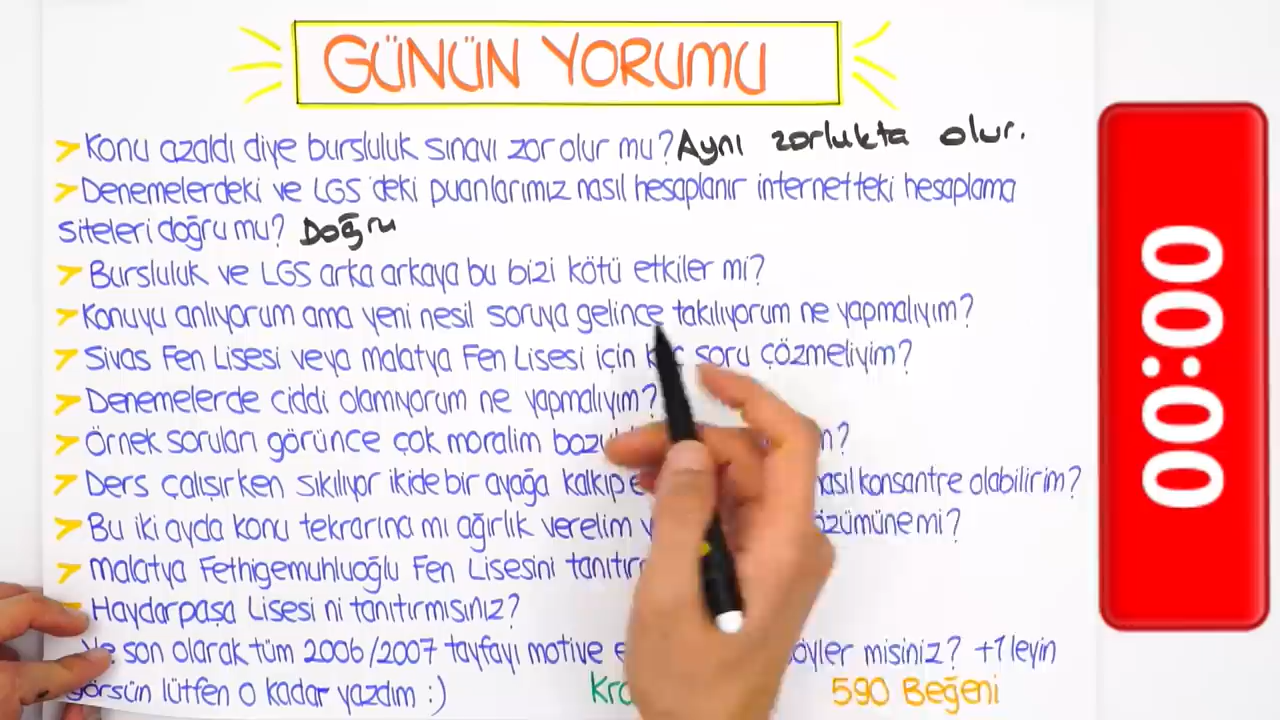 GÜNÜN YORUMU
Konu azaldı diye bursluluk sınavı zor olur mu? Aynı zorlukta olur.
Denemelerdeki ve LGS'deki puanlarımız nasıl hesaplanır internetteki hesaplama
siteleri doğru mu? Doğru
Bursluluk ve LGS arka arkaya bu bizi kötü etkiler mi?
Konuyu anlıyorum ama yeni nesil soruya gelince takılıyorum ne yapmalıyım?
Sivas Fen Lisesi veya Malatya Fen Lisesi için soru çözmeliyim?
Denemelerde ciddi olamıyorum ne yapmalıyım?
Örnek soruları görünce çok moralim
Ders çalışırken sıkılıyor ikide bir ayağa kalkıp nasıl konsantre olabilirim?
Bu iki ayda konu tekrarına mı ağırlık verelim çözümüne mi?
Malatya Fethigemuhluoğlu Fen Lisesini
Haydarpaşa Lisesi ni tanıtırmısınız?
Ve son olarak tüm 2006/2007 tayfayı motive söyler misiniz? +1 leyin
görsün lütfen o kadar yazdım :) 590 Beğeni
00:00